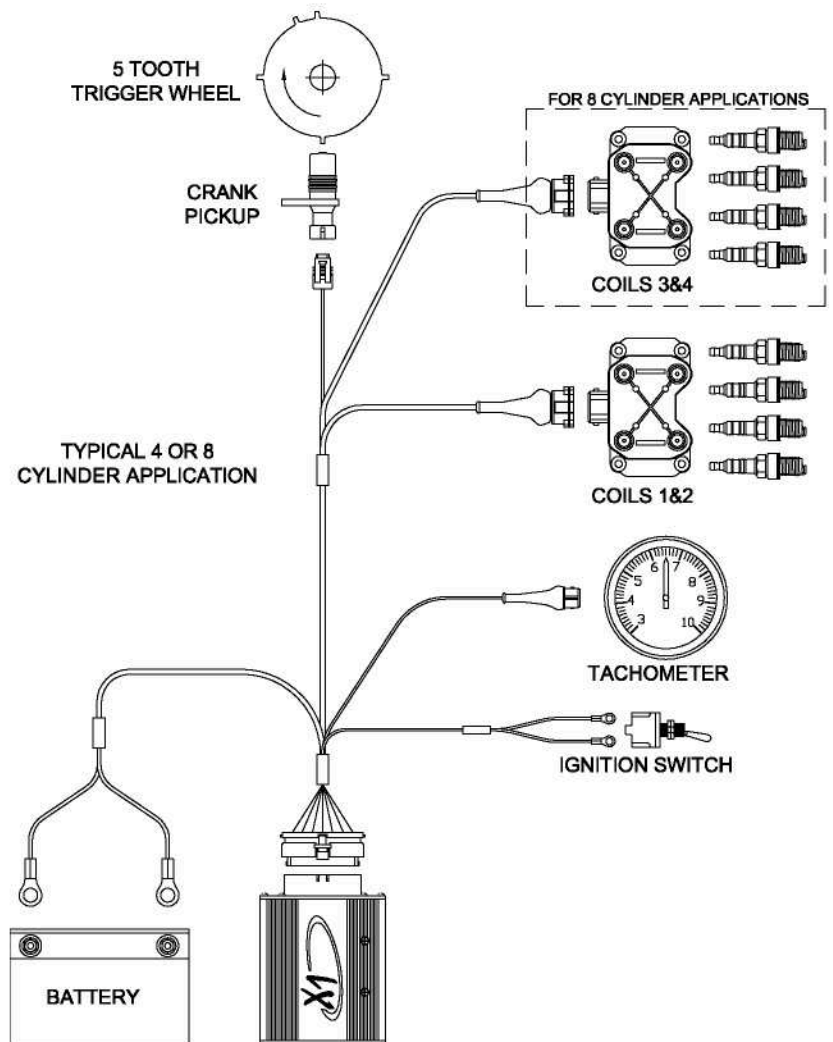 5 TOOTH
TRIGGER WHEEL
FOR 8 CYLINDER APPLICATIONS
CRANK
PICKUP
COILS 3&4
TYPICAL 4 OR 8
CYLINDER APPLICATION
COILS 1&2
3 4 5 6 7 8 9 10
TACHOMETER
IGNITION SWITCH
BATTERY
X1